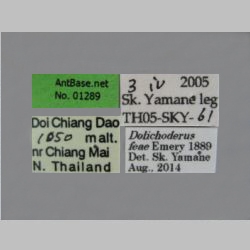 AntBase.net
No. 01289
3 iv 2005
Sk. Yamane leg
TH05-SKY-61
Doi Chiang Dao
1050 m alt.
nr Chiang Mai
N. Thailand
Dolichoderus
feae Emery 1889
Det. Sk. Yamane
Aug., 2014